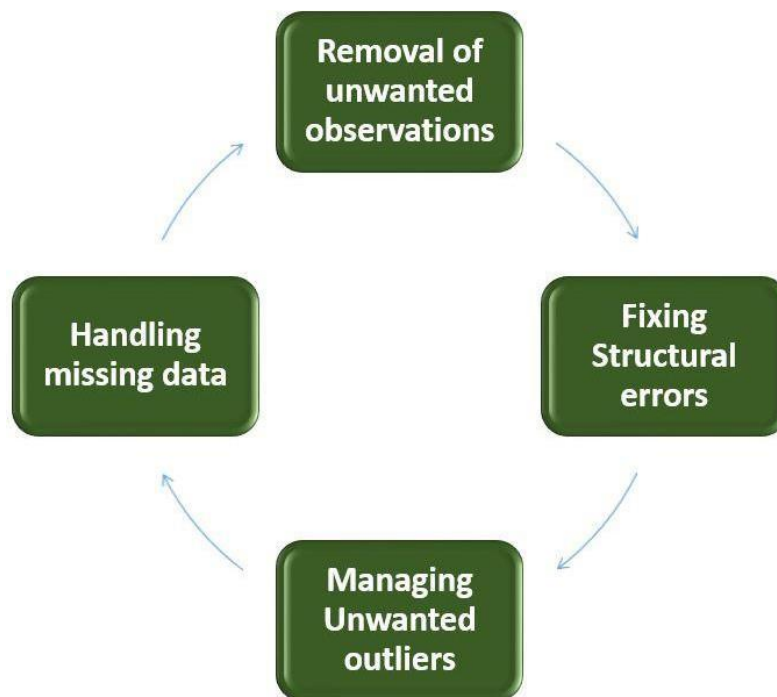 Removal of
unwanted
observations
Fixing
Structural
errors
Managing
Unwanted
outliers
Handling
missing data